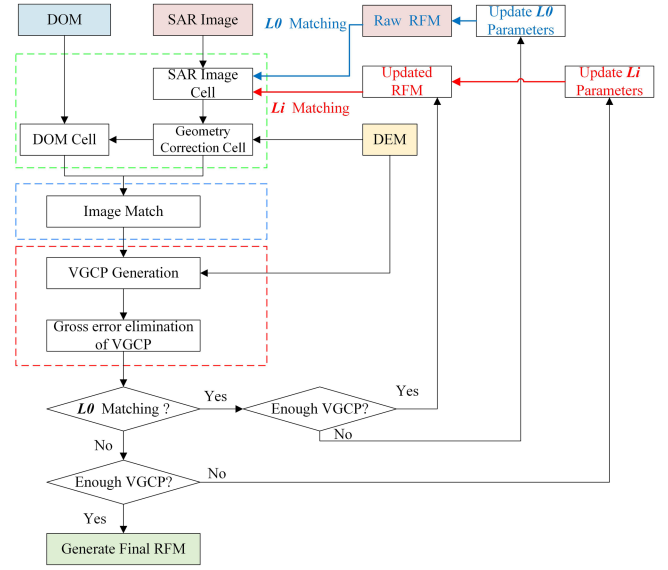 DOM
SAR Image
L0 Matching
Raw RFM
Update L0
Parameters
SAR Image
Cell
Li Matching
Updated
RFM
Update Li
Parameters
DOM Cell
Geometry
Correction Cell
DEM
Image Match
VGCP Generation
Gross error elimination
of VGCP
L0 Matching ?
Yes
Enough VGCP?
Yes
No
No
Enough VGCP?
No
Yes
Generate Final RFM